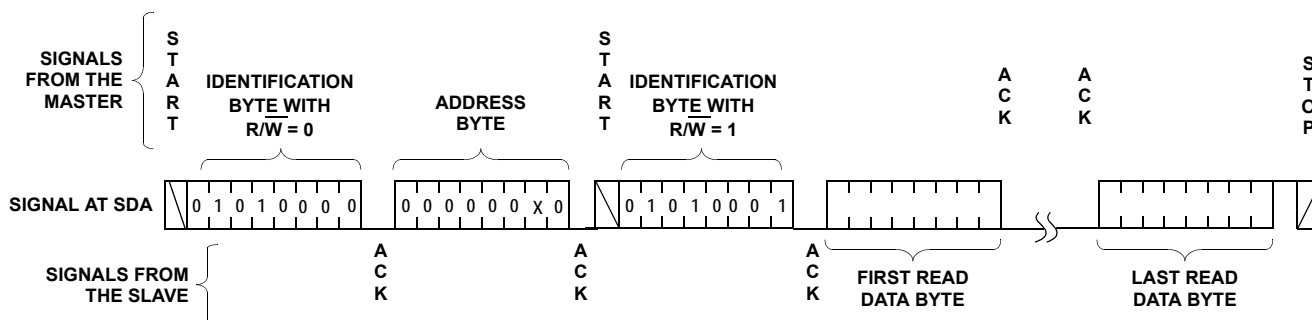 SIGNALS
FROM THE
MASTER
S
T
A
R
T
IDENTIFICATION
BYTE WITH
R/W = 0
ADDRESS
BYTE
S
T
A
R
T
IDENTIFICATION
BYTE WITH
R/W = 1
A
C
K
A
C
K
S
T
O
P
SIGNAL AT SDA
0 1 0 1 0 0 0 0
0 0 0 0 0 0 X 0
0 1 0 1 0 0 0 1
SIGNALS FROM
THE SLAVE
A
C
K
A
C
K
A
C
K
FIRST READ
DATA BYTE
LAST READ
DATA BYTE